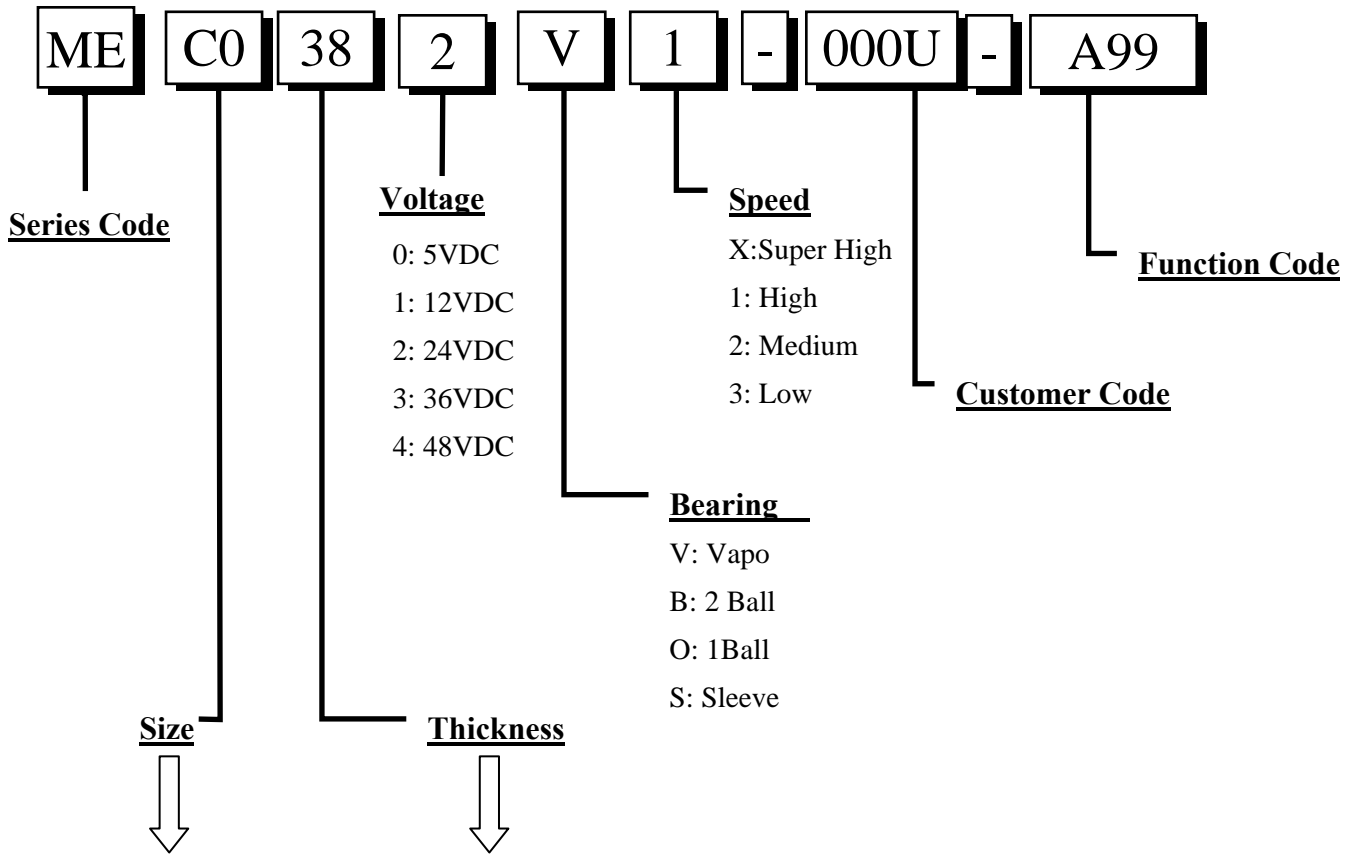 ME C0 38 2 V 1 - 000U - A99
Series Code
Voltage
0: 5VDC
1: 12VDC
2: 24VDC
3: 36VDC
4: 48VDC
Speed
X:Super High
1: High
2: Medium
3: Low
Function Code
Customer Code
Bearing
V: Vapo
B: 2 Ball
O: 1Ball
S: Sleeve
Size
Thickness